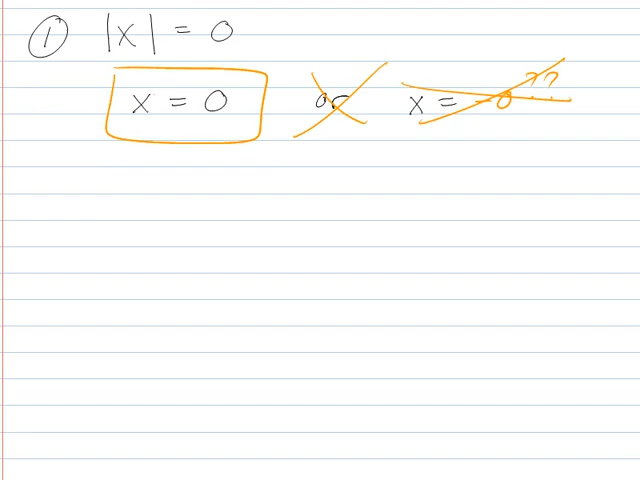 ① |x| = 0
x = 0 or x = -0 ??